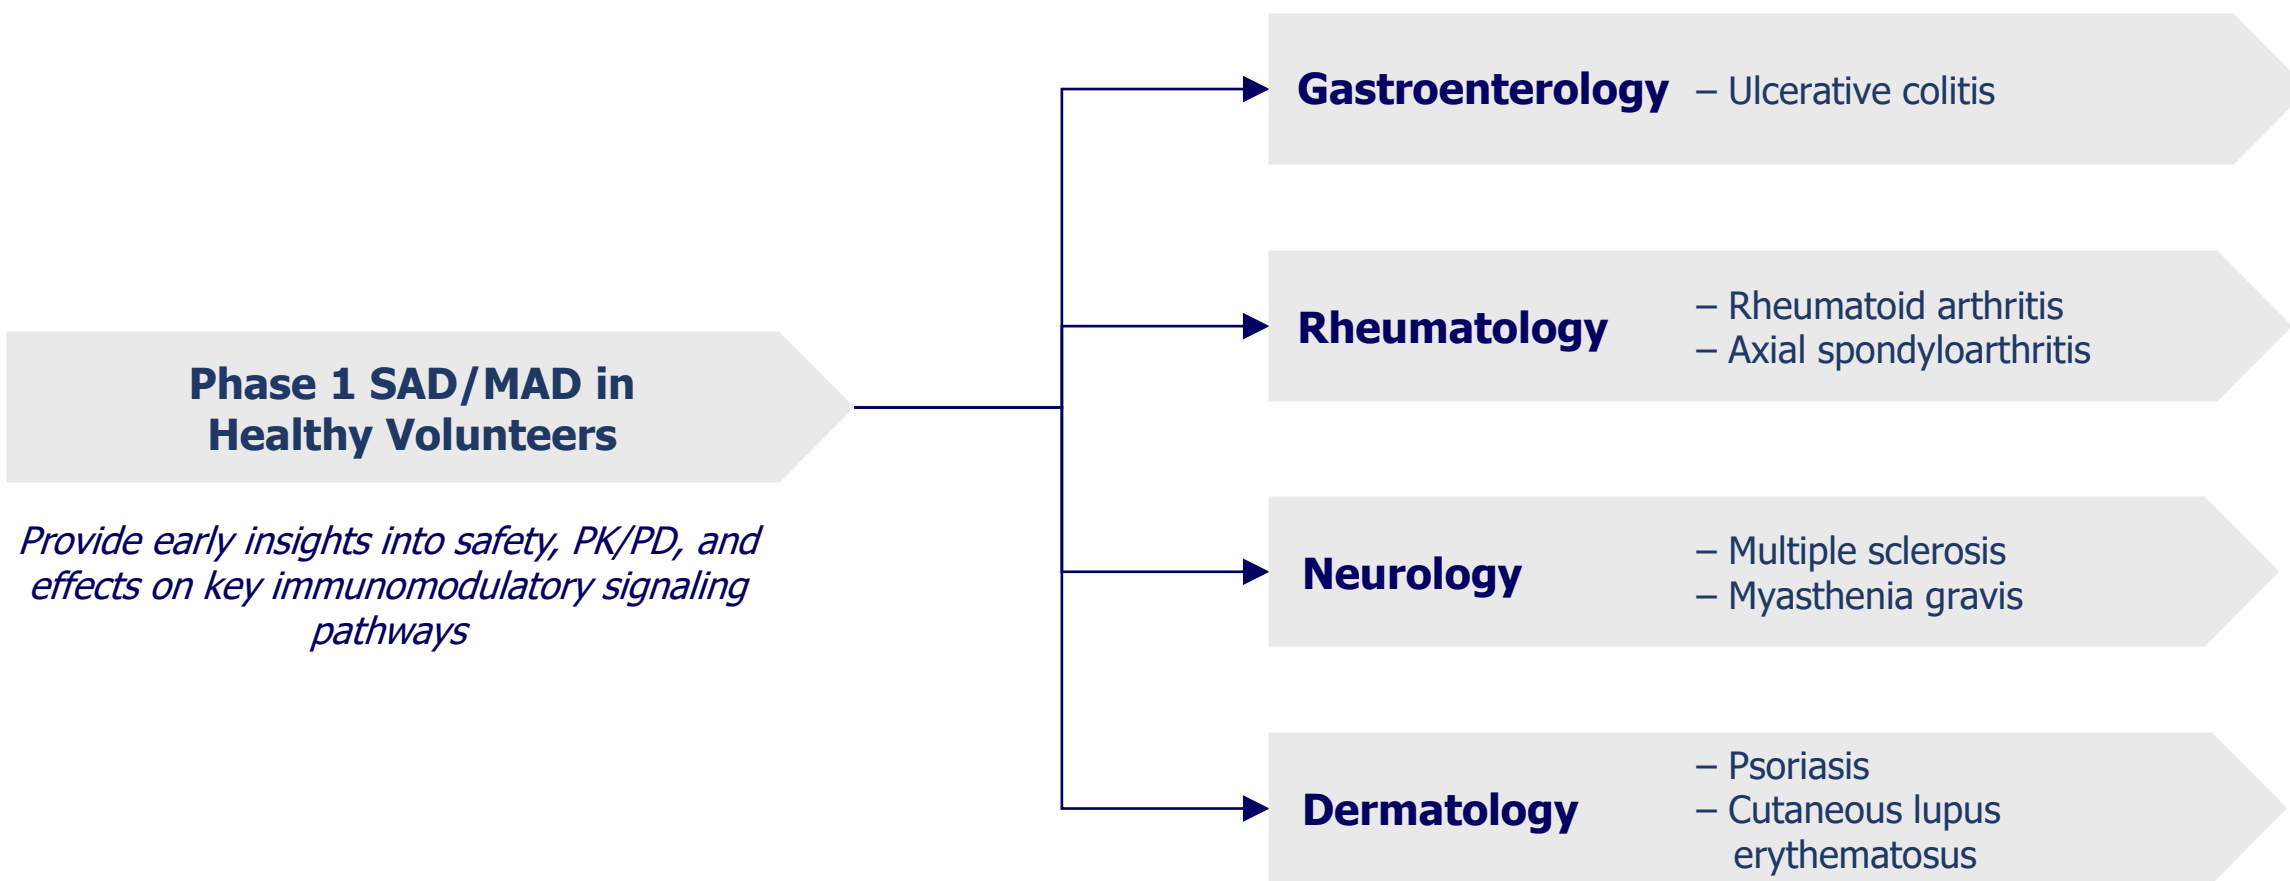 Phase 1 SAD/MAD in
Healthy Volunteers
Provide early insights into safety, PK/PD, and
effects on key immunomodulatory signaling
pathways
Gastroenterology
– Ulcerative colitis
Rheumatology
– Rheumatoid arthritis
– Axial spondyloarthritis
Neurology
– Multiple sclerosis
– Myasthenia gravis
Dermatology
– Psoriasis
– Cutaneous lupus
erythematosus